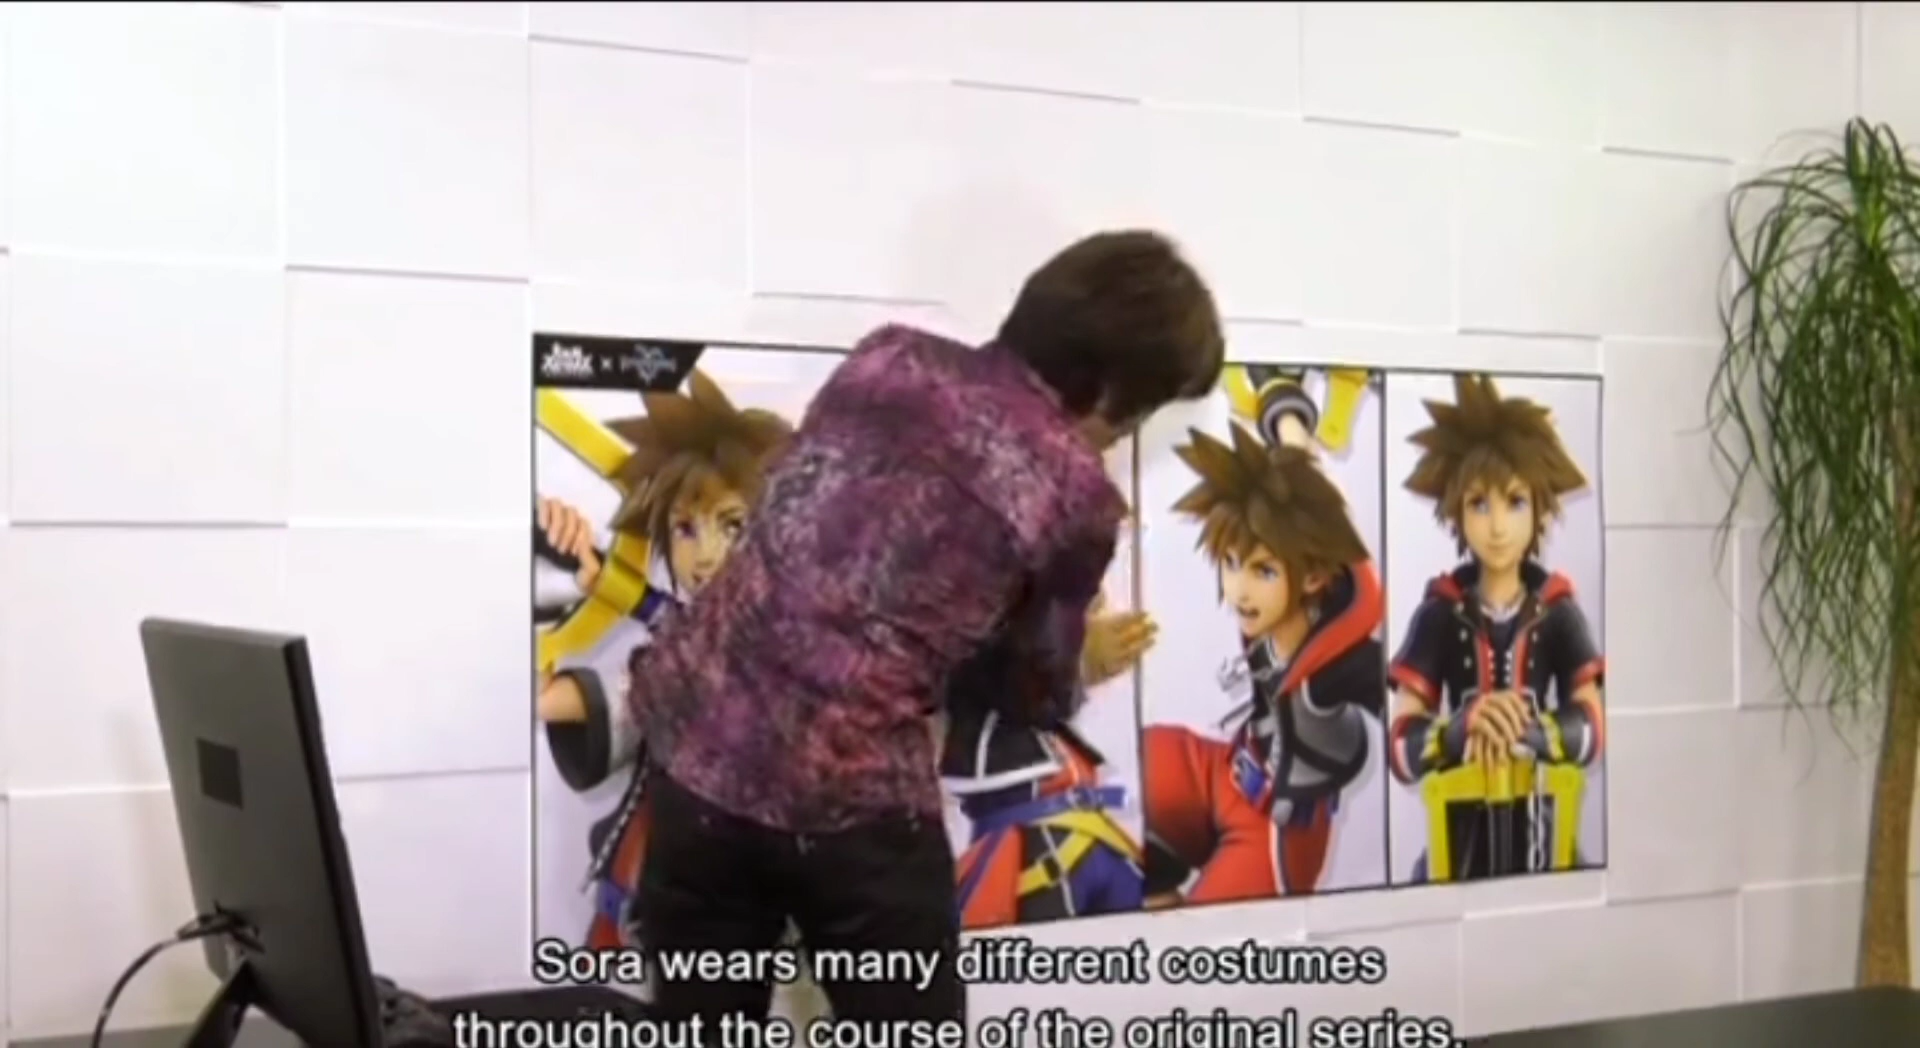 ×
Sora wears many different costumes
throughout the course of the original series.